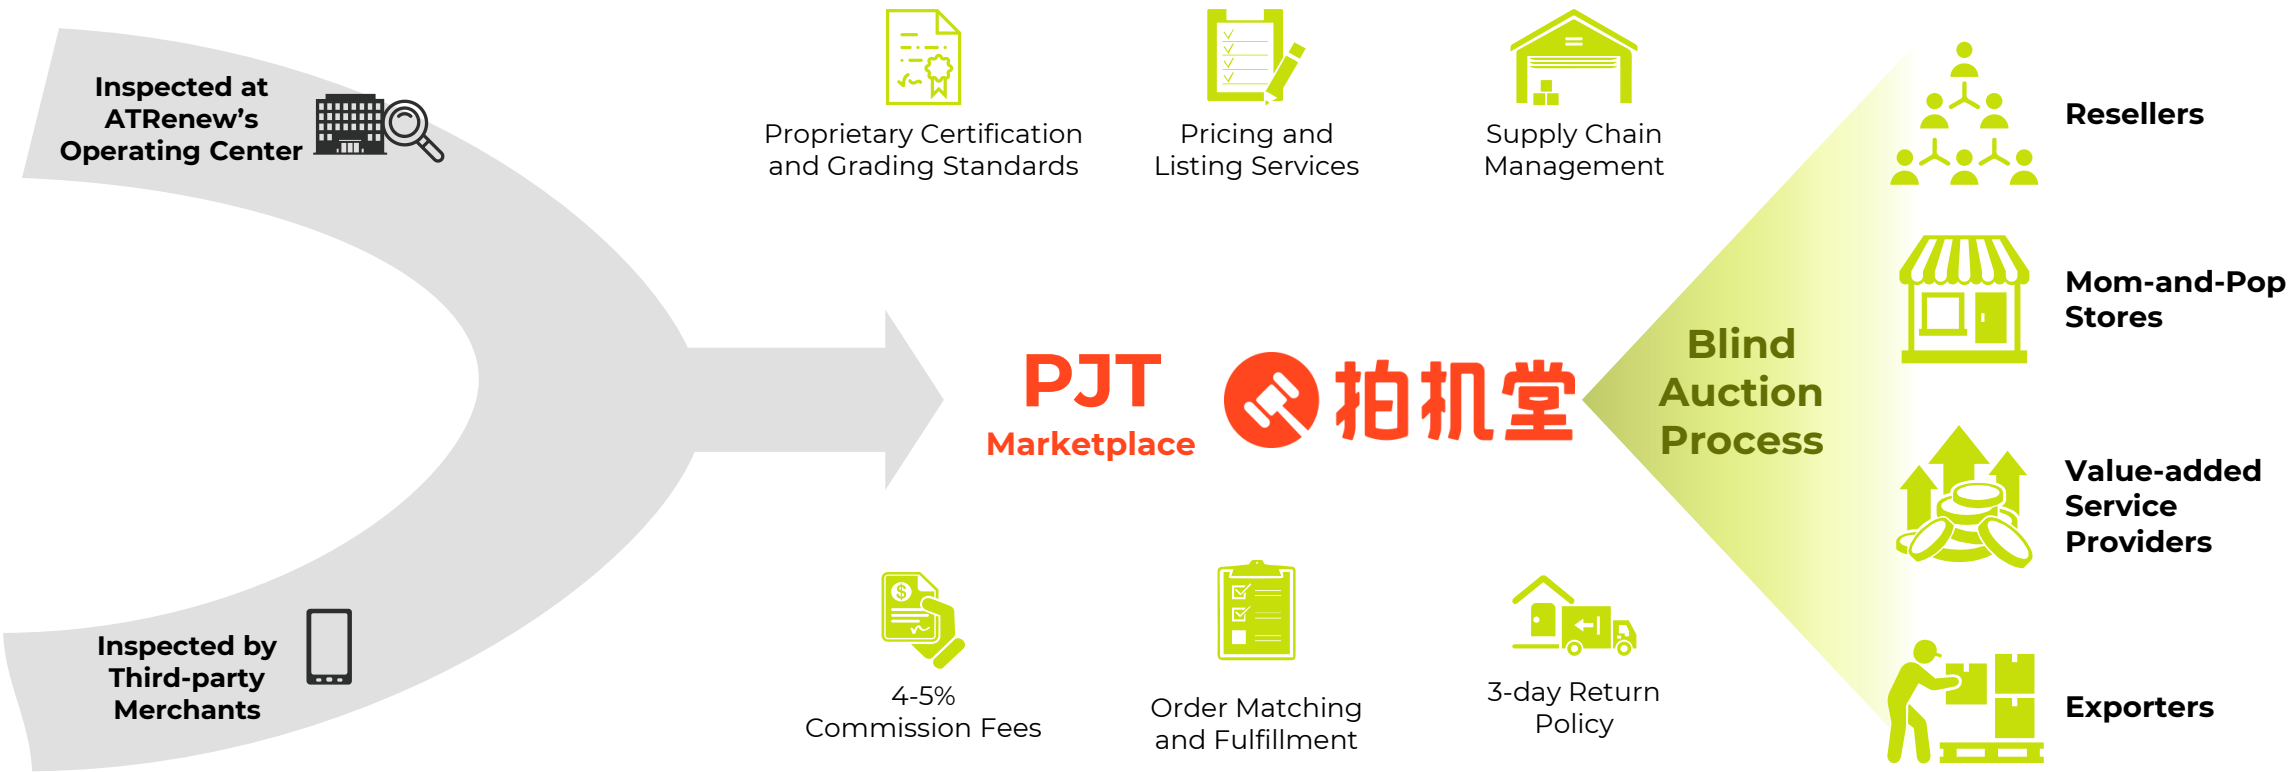 Inspected at
ATRenew’s
Operating Center
Inspected by
Third-party
Merchants
Proprietary Certification
and Grading Standards
Pricing and
Listing Services
Supply Chain
Management
PJT
Marketplace
拍机堂
$
4-5%
Commission Fees
Order Matching
and Fulfillment
3-day Return
Policy
Blind
Auction
Process
Resellers
Mom-and-Pop
Stores
Value-added
Service
Providers
Exporters